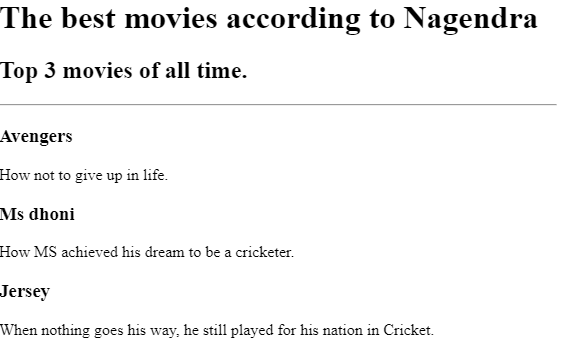 The best movies according to Nagendra
Top 3 movies of all time.
Avengers
How not to give up in life.
Ms dhoni
How MS achieved his dream to be a cricketer.
Jersey
When nothing goes his way, he still played for his nation in Cricket.